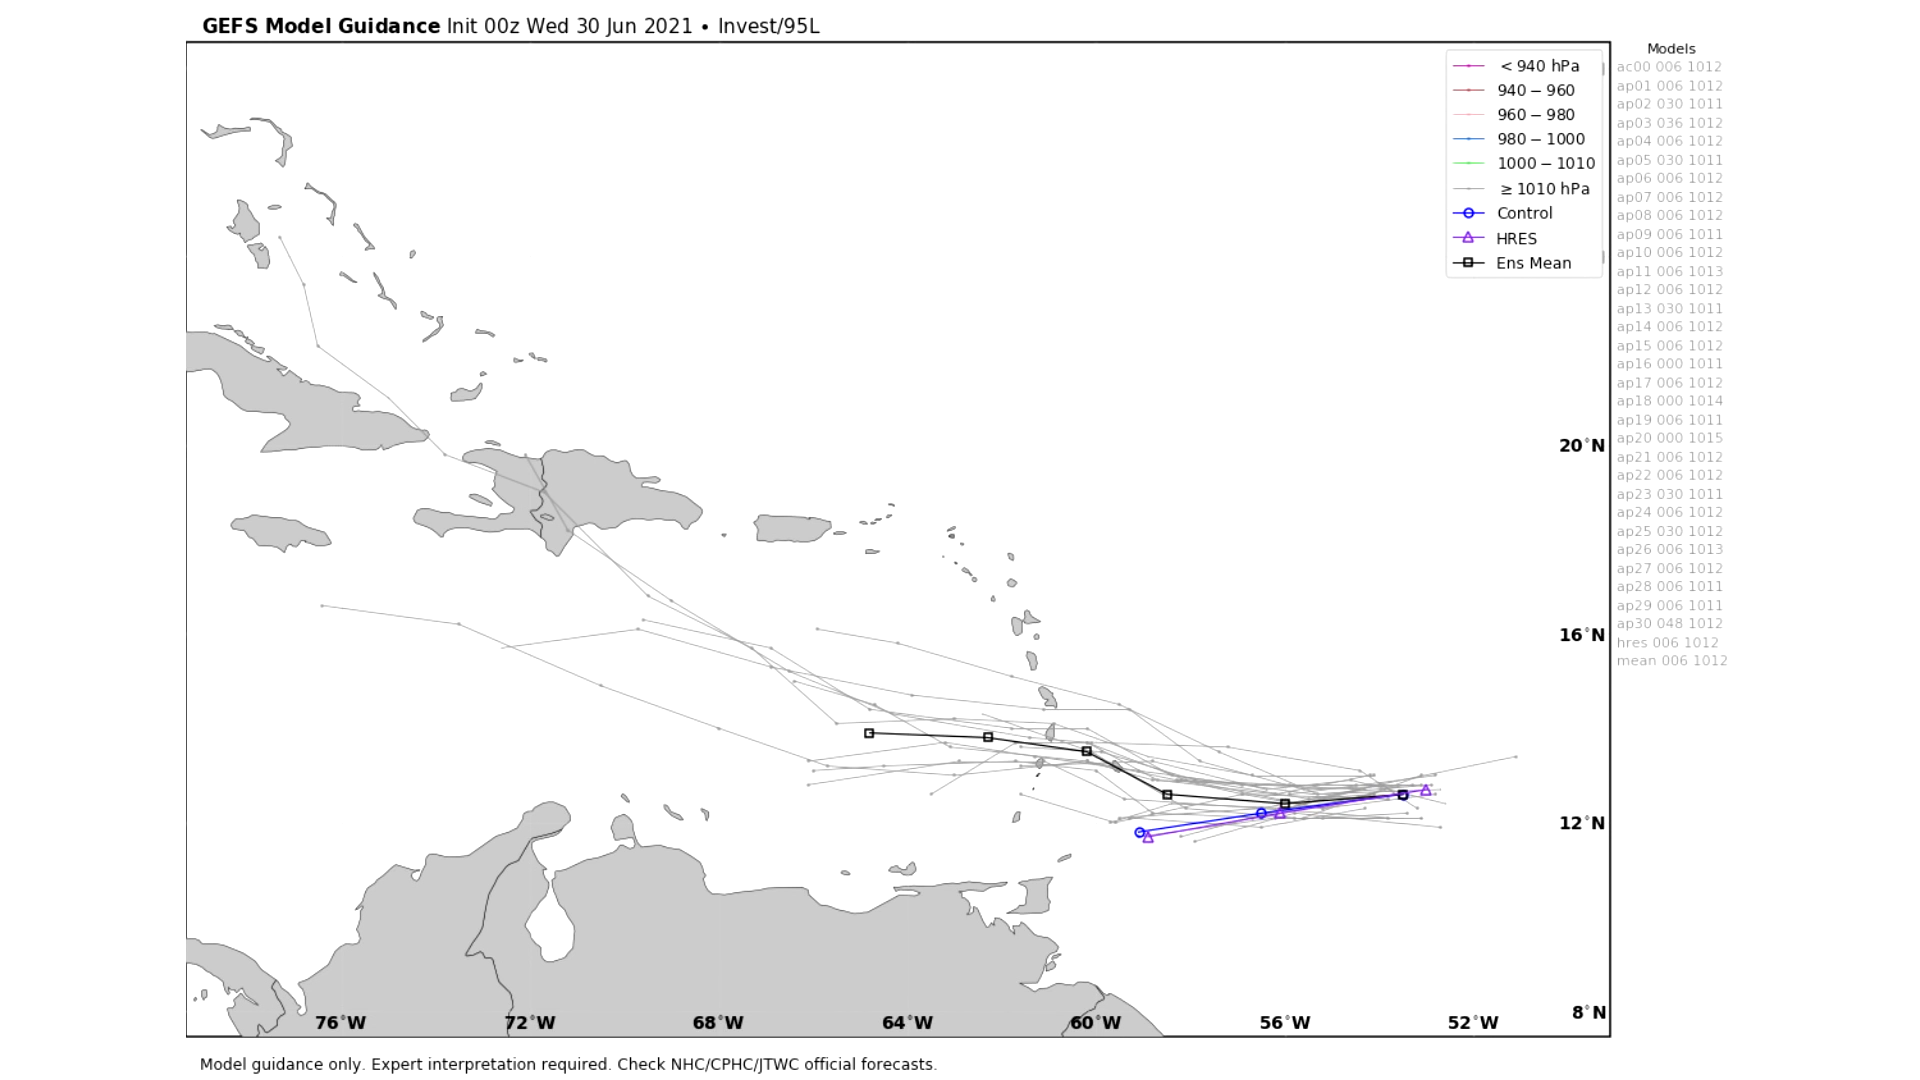 GEFS Model Guidance Init 00z Wed 30 Jun 2021 • Invest/95L
< 940 hPa
940 − 960
960 − 980
980 − 1000
1000 − 1010
≥ 1010 hPa
Control
HRES
Ens Mean
Models
ac00 006 1012
ap01 006 1012
ap02 030 1011
ap03 036 1012
ap04 006 1012
ap05 030 1011
ap06 006 1012
ap07 006 1012
ap08 006 1012
ap09 006 1011
ap10 006 1012
ap11 006 1013
ap12 006 1012
ap13 030 1011
ap14 006 1012
ap15 006 1012
ap16 000 1011
ap17 006 1012
ap18 000 1014
ap19 006 1011
ap20 000 1015
ap21 006 1012
ap22 006 1012
ap23 030 1011
ap24 006 1012
ap25 030 1012
ap26 006 1013
ap27 006 1012
ap28 006 1011
ap29 006 1011
ap30 048 1012
hres 006 1012
mean 006 1012
20°N
16°N
12°N
8°N
76°W 72°W 68°W 64°W 60°W 56°W 52°W
Model guidance only. Expert interpretation required. Check NHC/CPHC/JTWC official forecasts.